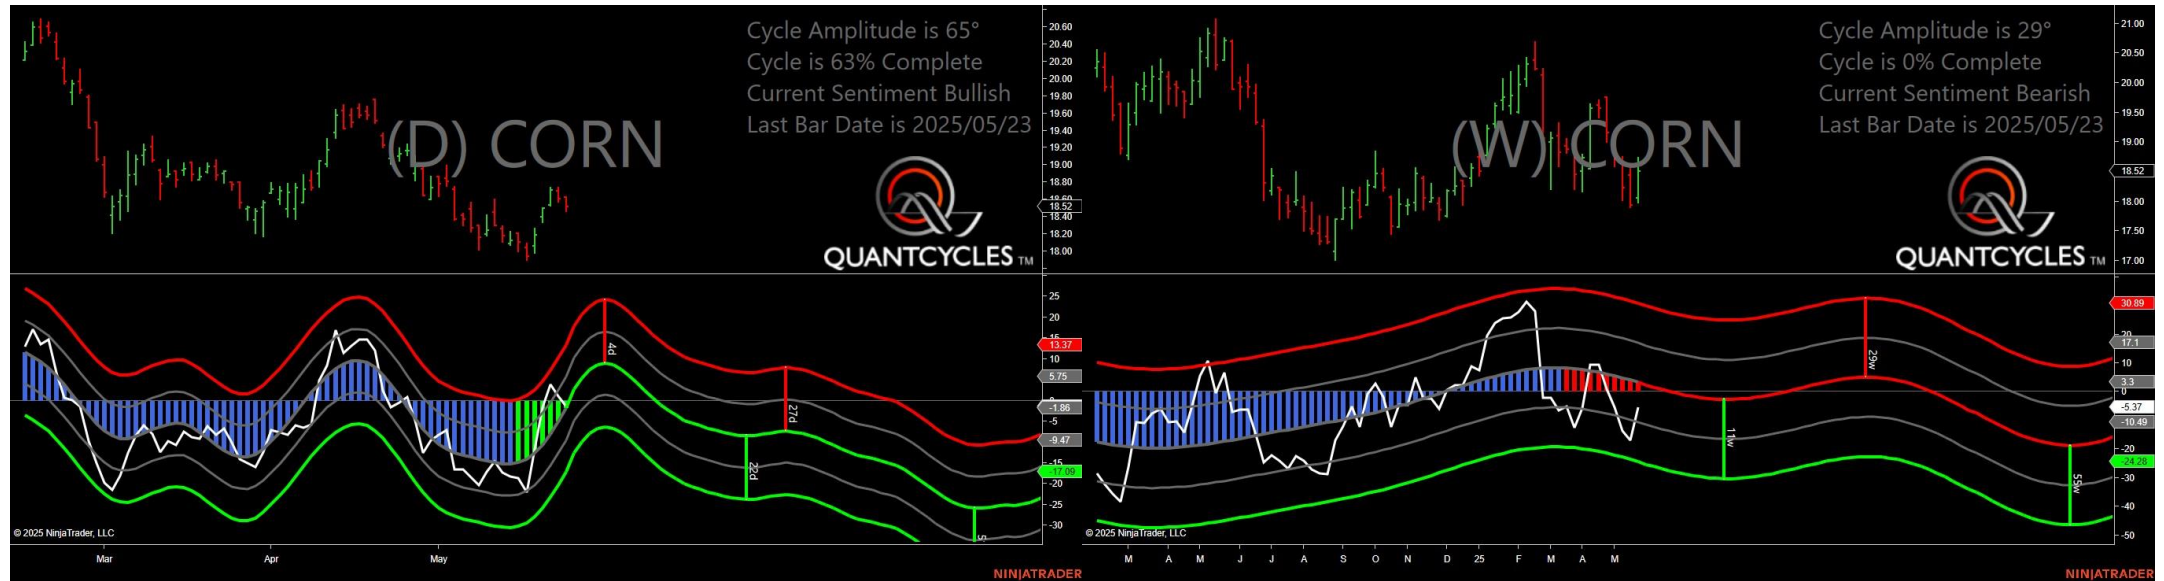 Cycle Amplitude is 65°
Cycle is 63% Complete
Current Sentiment Bullish
Last Bar Date is 2025/05/23
(D) CORN
QUANTCYCLES TM
20.60
20.40
20.20
20.00
19.80
19.60
19.40
19.20
19.00
18.80
18.60
18.52
18.40
18.20
18.00
25
20
13.37
10
5.75
0
-1.86
-5
-9.47
-15
-17.09
-20
-25
-30
4d
27d
22d
5
© 2025 NinjaTrader, LLC
Mar Apr May
NINJATRADER
Cycle Amplitude is 29°
Cycle is 0% Complete
Current Sentiment Bearish
Last Bar Date is 2025/05/23
(W) CORN
QUANTCYCLES TM
21.00
20.50
20.00
19.50
19.00
18.52
18.00
17.50
17.00
30.89
20
17.1
10
3.3
0
-5.37
-10.49
-20
-24.28
-30
-40
-50
29w
11w
55w
© 2025 NinjaTrader, LLC
M A M J J A S O N D 25 F M A M
NINJATRADER